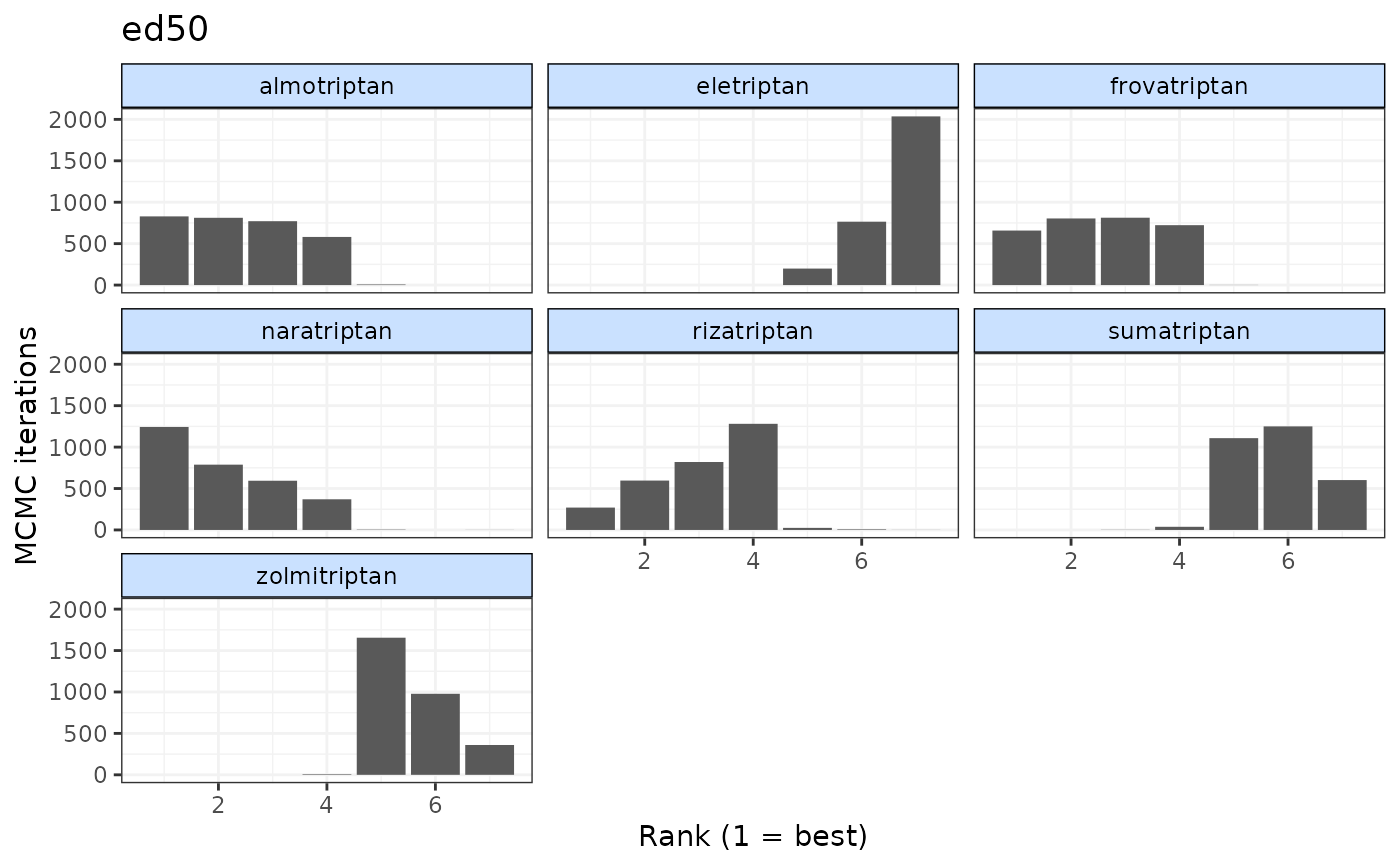 ed50
almotriptan
eletriptan
frovatriptan
2000
1500
1000
500
0
naratriptan
rizatriptan
sumatriptan
2000
1500
1000
500
0
2 4 6
2 4 6
zolmitriptan
2000
1500
1000
500
0
2 4 6
MCMC iterations
Rank (1 = best)